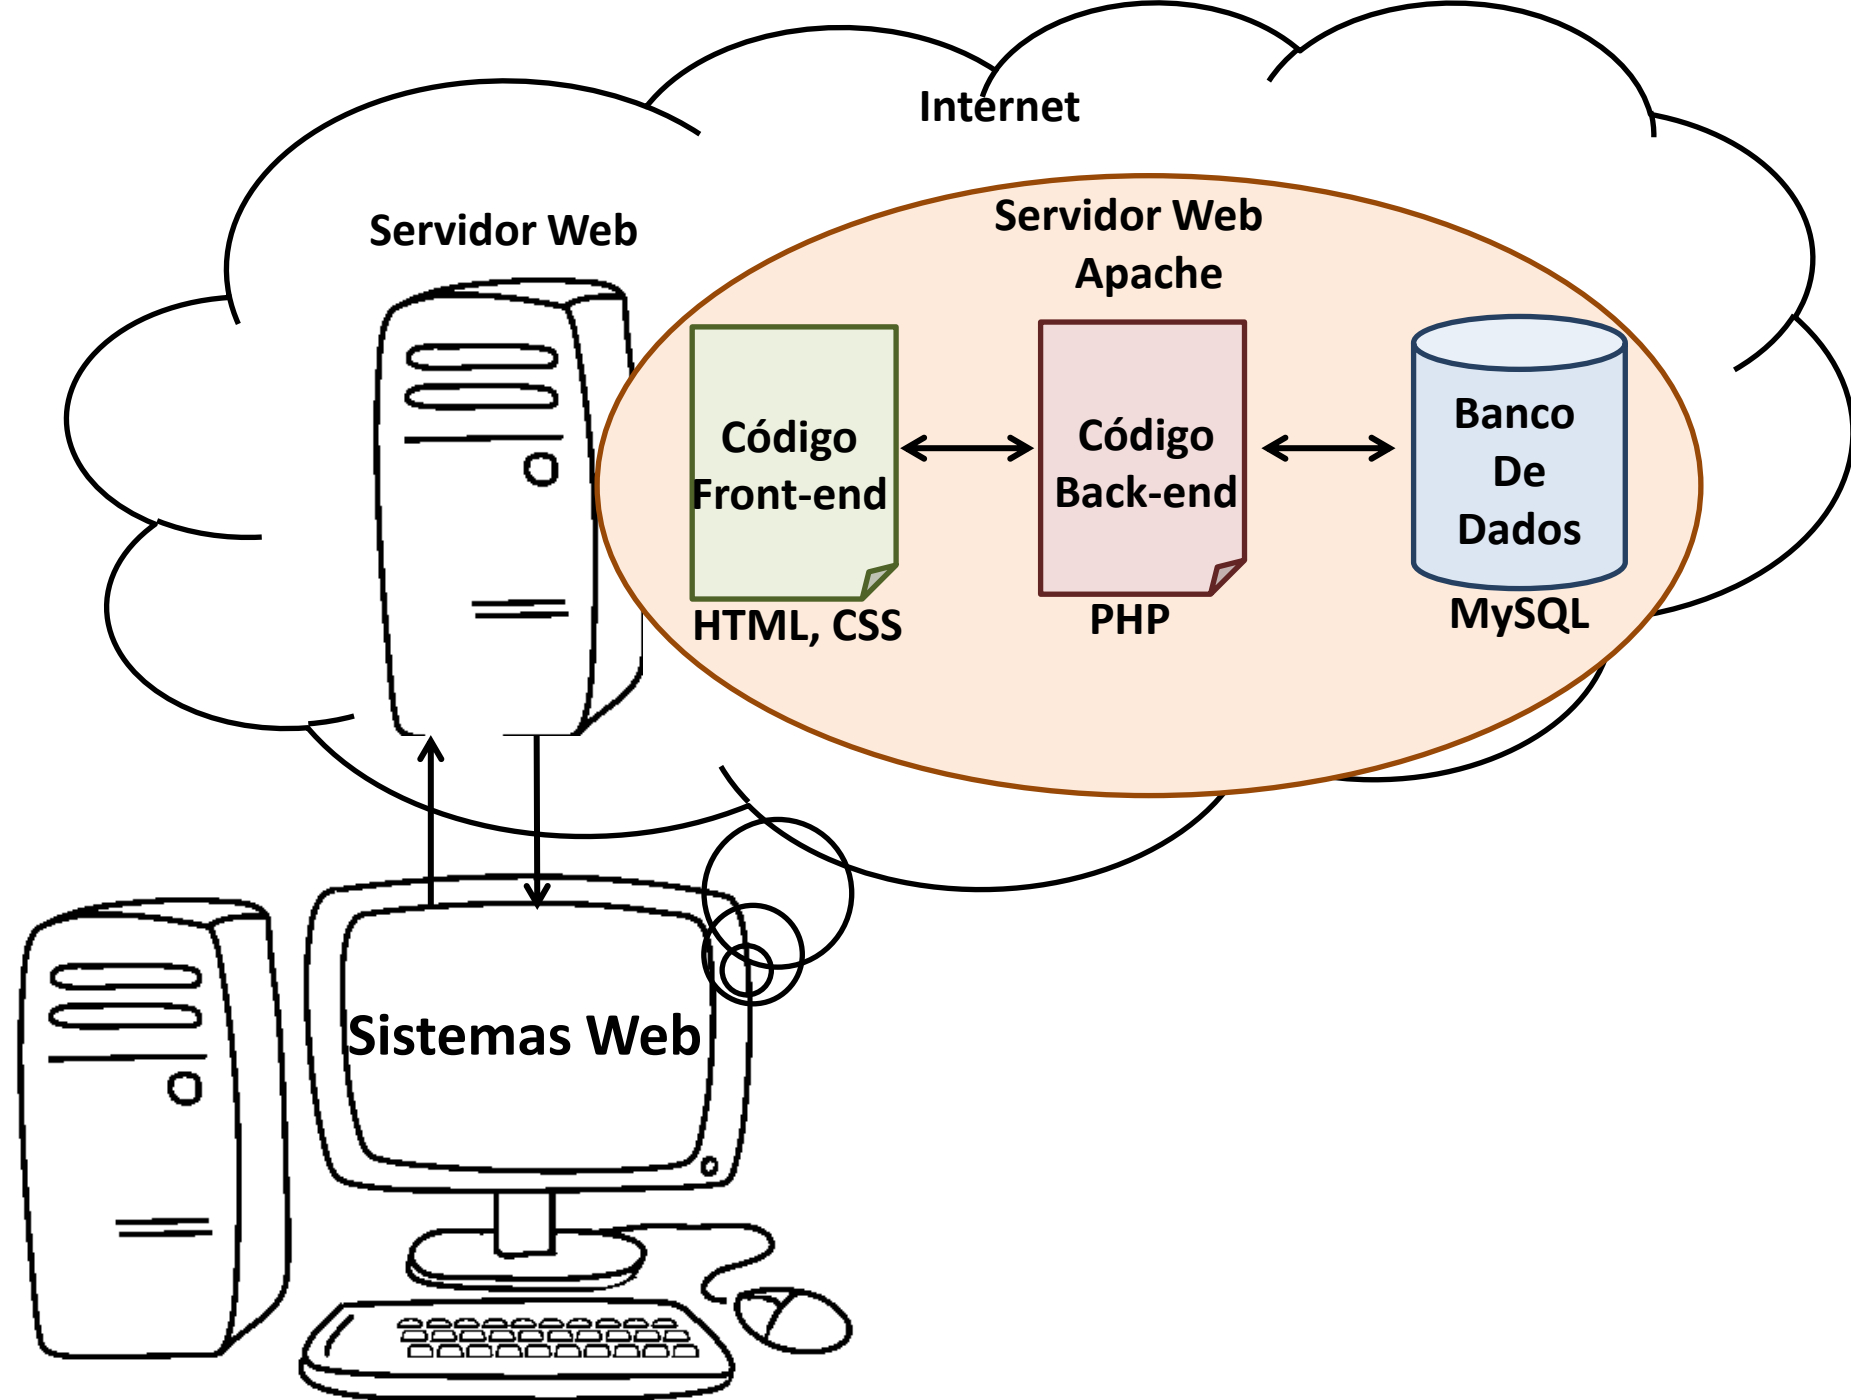 Internet
Servidor Web
Servidor Web
Apache
Código
Front-end
HTML, CSS
Código
Back-end
PHP
Banco
De
Dados
MySQL
Sistemas Web